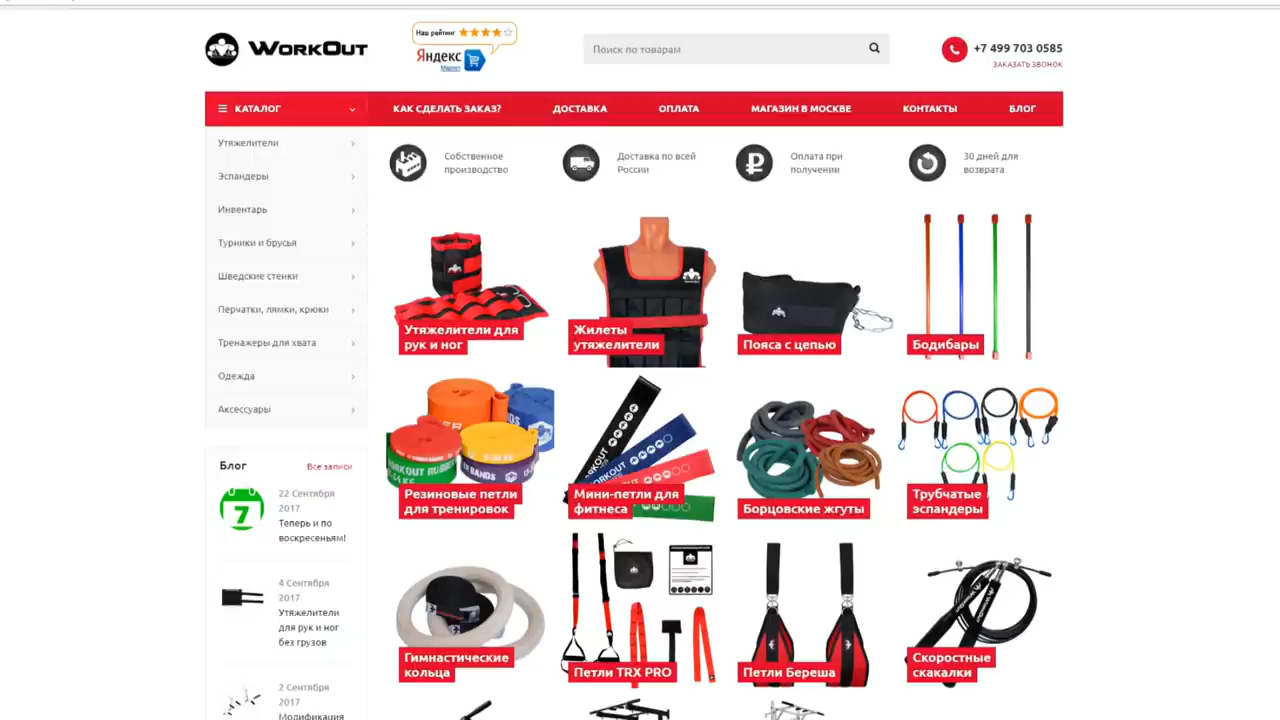 WORKOUT
Наш рейтинг
Яндекс
Маркет
Поиск по товарам
+7 499 703 0585
ЗАКАЗАТЬ ЗВОНОК
КАТАЛОГ
КАК СДЕЛАТЬ ЗАКАЗ?
ДОСТАВКА
ОПЛАТА
МАГАЗИН В МОСКВЕ
КОНТАКТЫ
БЛОГ
Утяжелители
Эспандеры
Инвентарь
Турники и брусья
Шведские стенки
Перчатки, лямки, крюки
Тренажеры для хвата
Одежда
Аксессуары
Собственное
производство
Доставка по всей
России
Оплата при
получении
30 дней для
возврата
Утяжелители для
рук и ног
Жилеты
утяжелители
Пояса с цепью
Бодибары
Резиновые петли
для тренировок
Мини-петли для
фитнеса
Борцовские жгуты
Трубчатые
эспандеры
Гимнастические
кольца
Петли TRX PRO
Петли Береша
Скоростные
скакалки
Блог
Все записи
7
22 Сентября
2017
Теперь и по
воскресеньям!
4 Сентября
2017
Утяжелители
для рук и ног
без грузов
2 Сентября
2017
Модификация